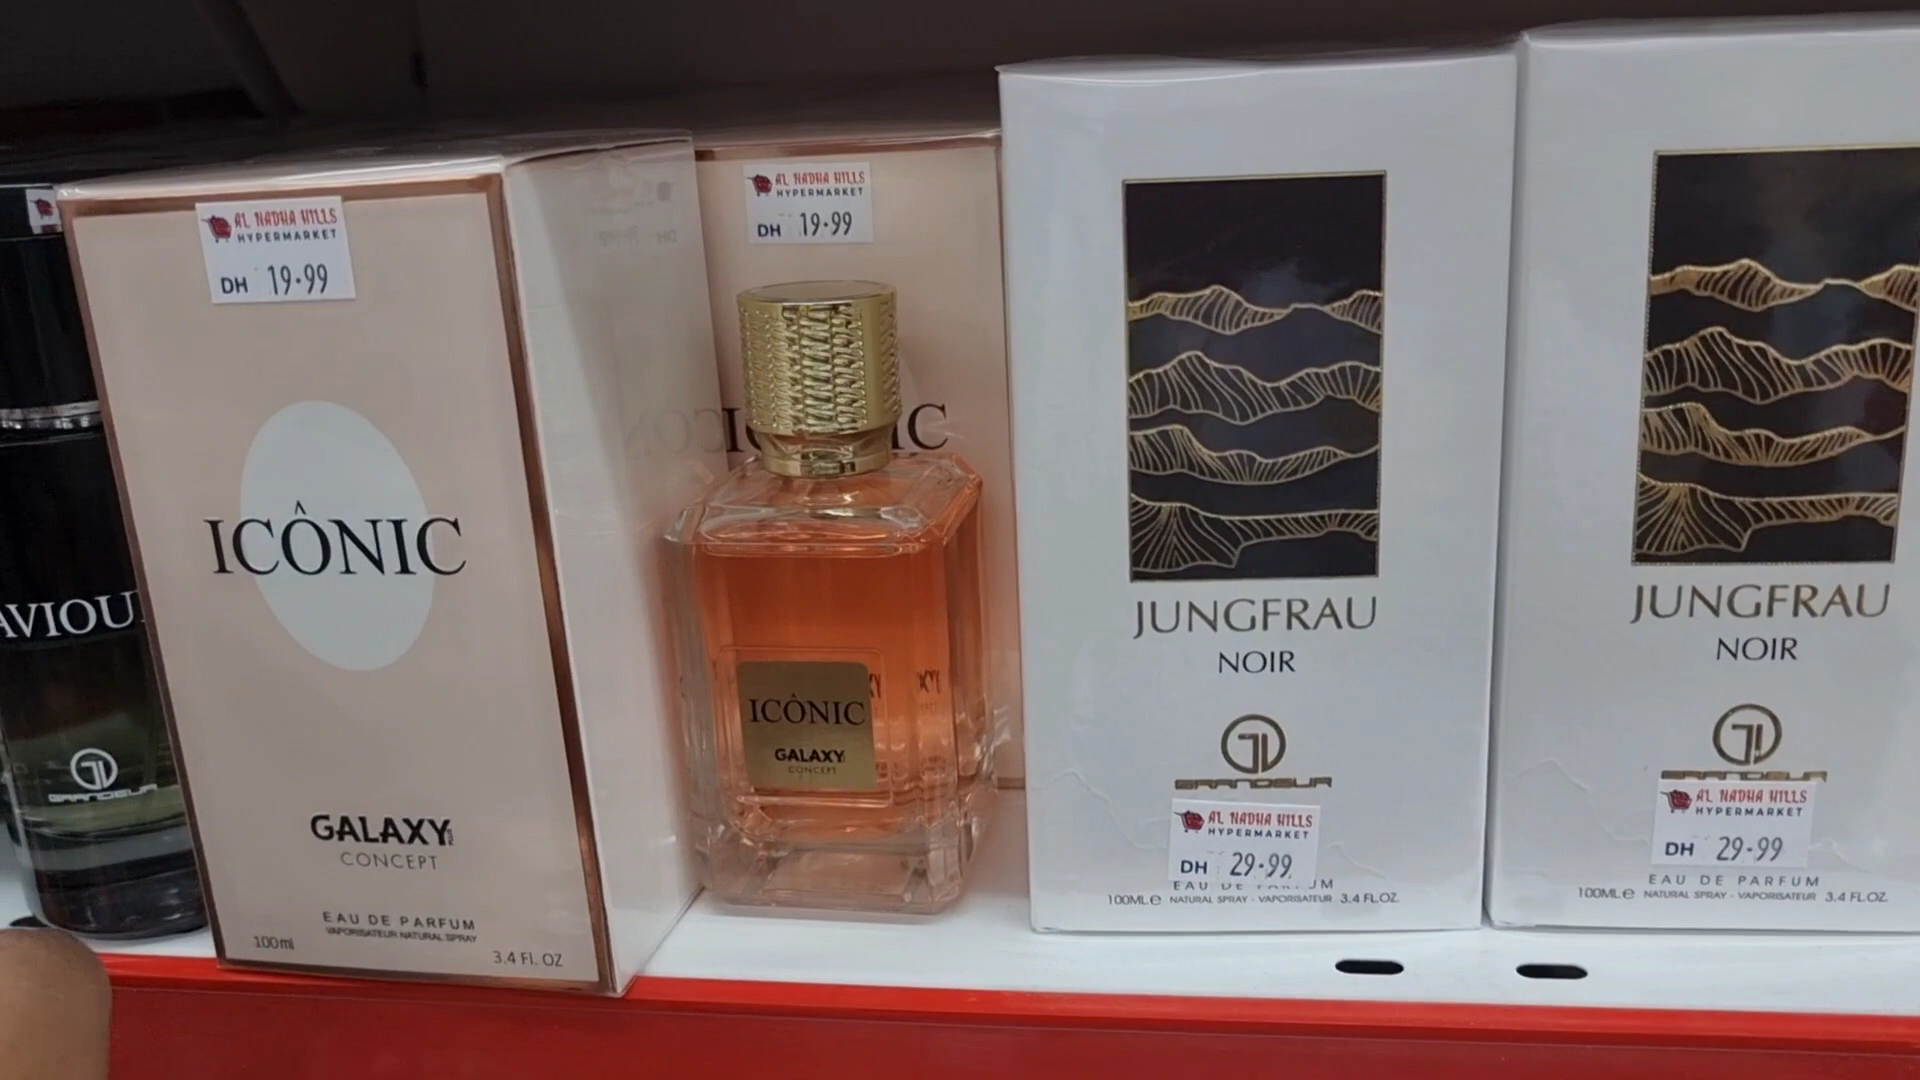 AL NADHA HILLS
HYPERMARKET
DH 19.99
ICÔNIC
GALAXY
CONCEPT
EAU DE PARFUM
VAPORISATEUR NATURAL SPRAY
100ml
3.4 Fl. OZ
GRANDEUR
AL NADHA HILLS
HYPERMARKET
DH 19.99
ICÔNIC
GALAXY
CONCEPT
JUNGFRAU
NOIR
GRANDEUR
AL NADHA HILLS
HYPERMARKET
DH 29.99
EAU DE PARFUM
100ML e NATURAL SPRAY - VAPORISATEUR 3.4 FL.OZ.
JUNGFRAU
NOIR
GRANDEUR
AL NADHA HILLS
HYPERMARKET
DH 29.99
EAU DE PARFUM
100ML e NATURAL SPRAY - VAPORISATEUR 3.4 FL.OZ.